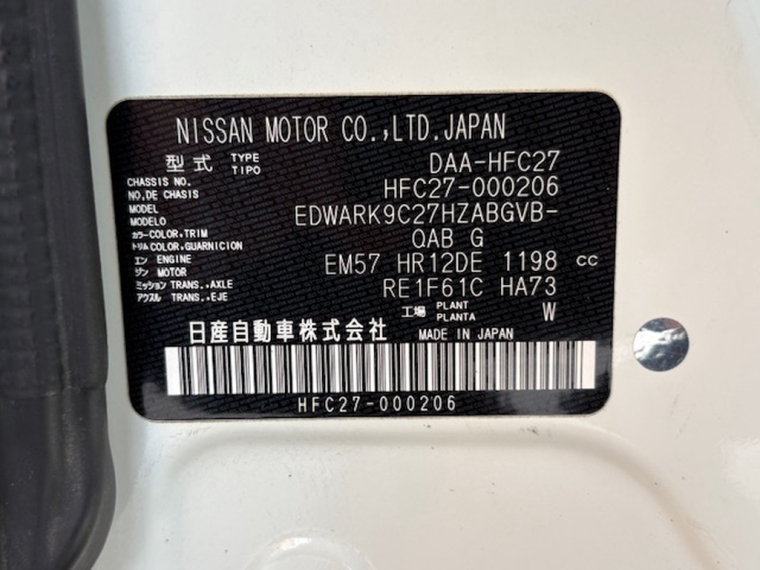 NISSAN MOTOR CO.,LTD.JAPAN
型式 TYPE TIPO DAA-HFC27
CHASSIS NO. NO.DE CHASIS HFC27-000206
MODEL MODELO EDWARK9C27HZABGVB-
カラー COLOR,TRIM トリム COLOR,GUARNICION QAB G
エンジン ENGINE MOTOR EM57 HR12DE 1198 cc
ミッション TRANS.,AXLE アクスル TRANS.,EJE RE1F61C HA73
工場 PLANT PLANTA W
日産自動車株式会社 MADE IN JAPAN
HFC27-000206